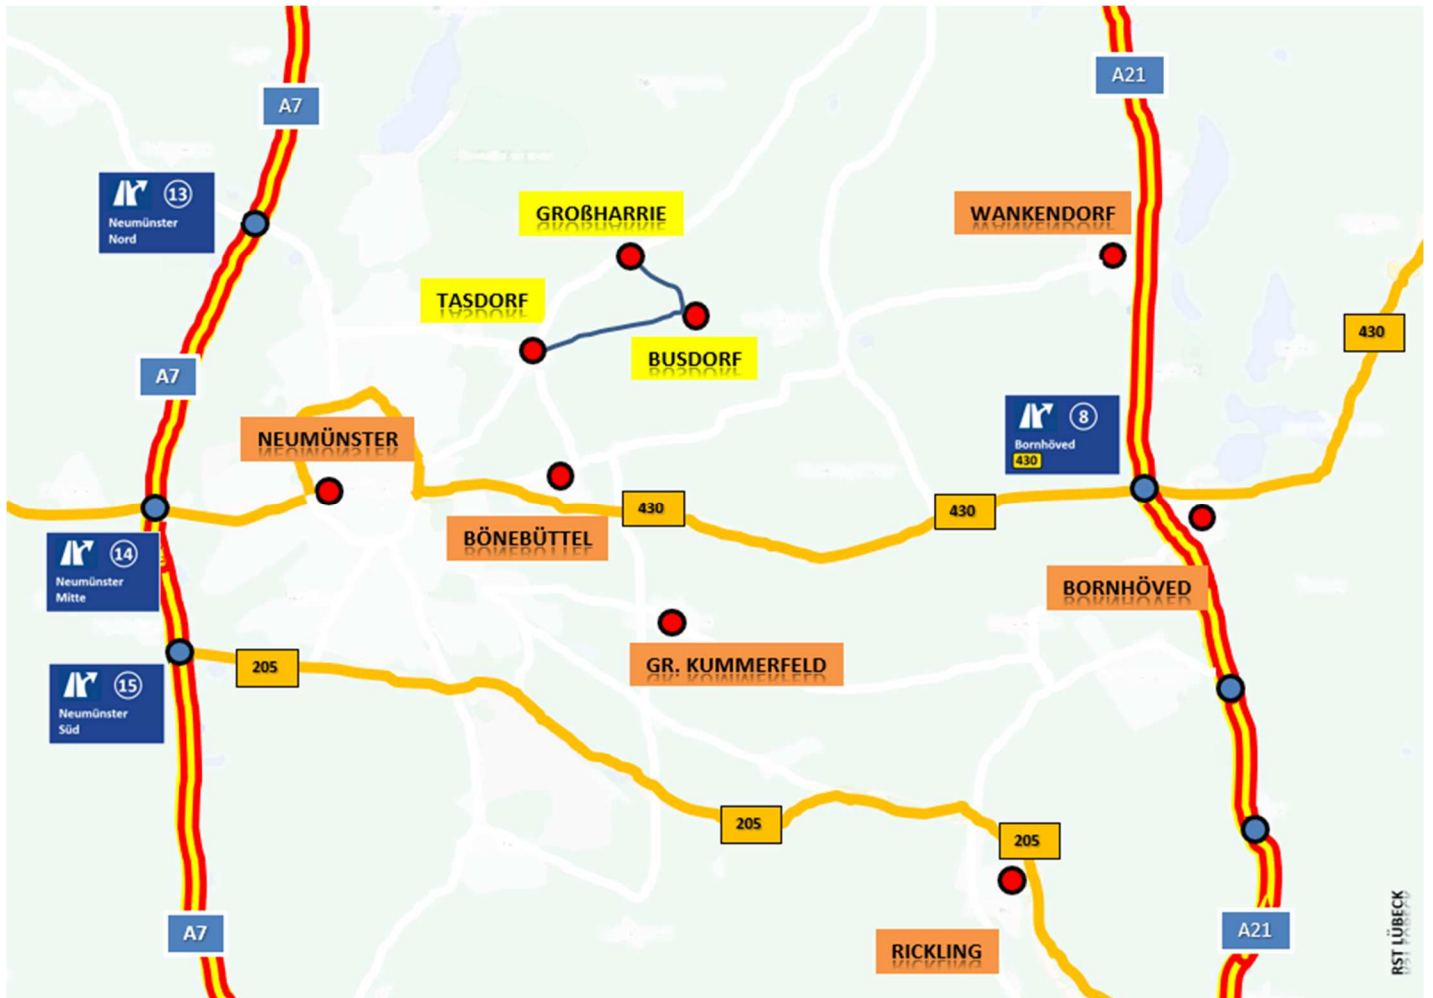 A21
A7
13
Neumünster
Nord
GROßHARRIE
WANKENDORF
TASDORF
430
BUSDORF
A7
8
Bornhöved
430
NEUMÜNSTER
430
430
BÖNEBÜTTEL
14
Neumünster
Mitte
BORNHÖVED
205
GR. KUMMERFELD
15
Neumünster
Süd
205
205
A7
A21
RICKLING
RST LÜBECK